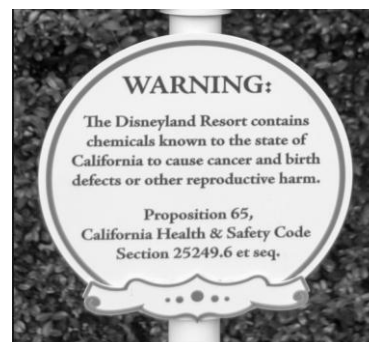 WARNING:
The Disneyland Resort contains
chemicals known to the state of
California to cause cancer and birth
defects or other reproductive harm.
Proposition 65,
California Health & Safety Code
Section 25249.6 et seq.